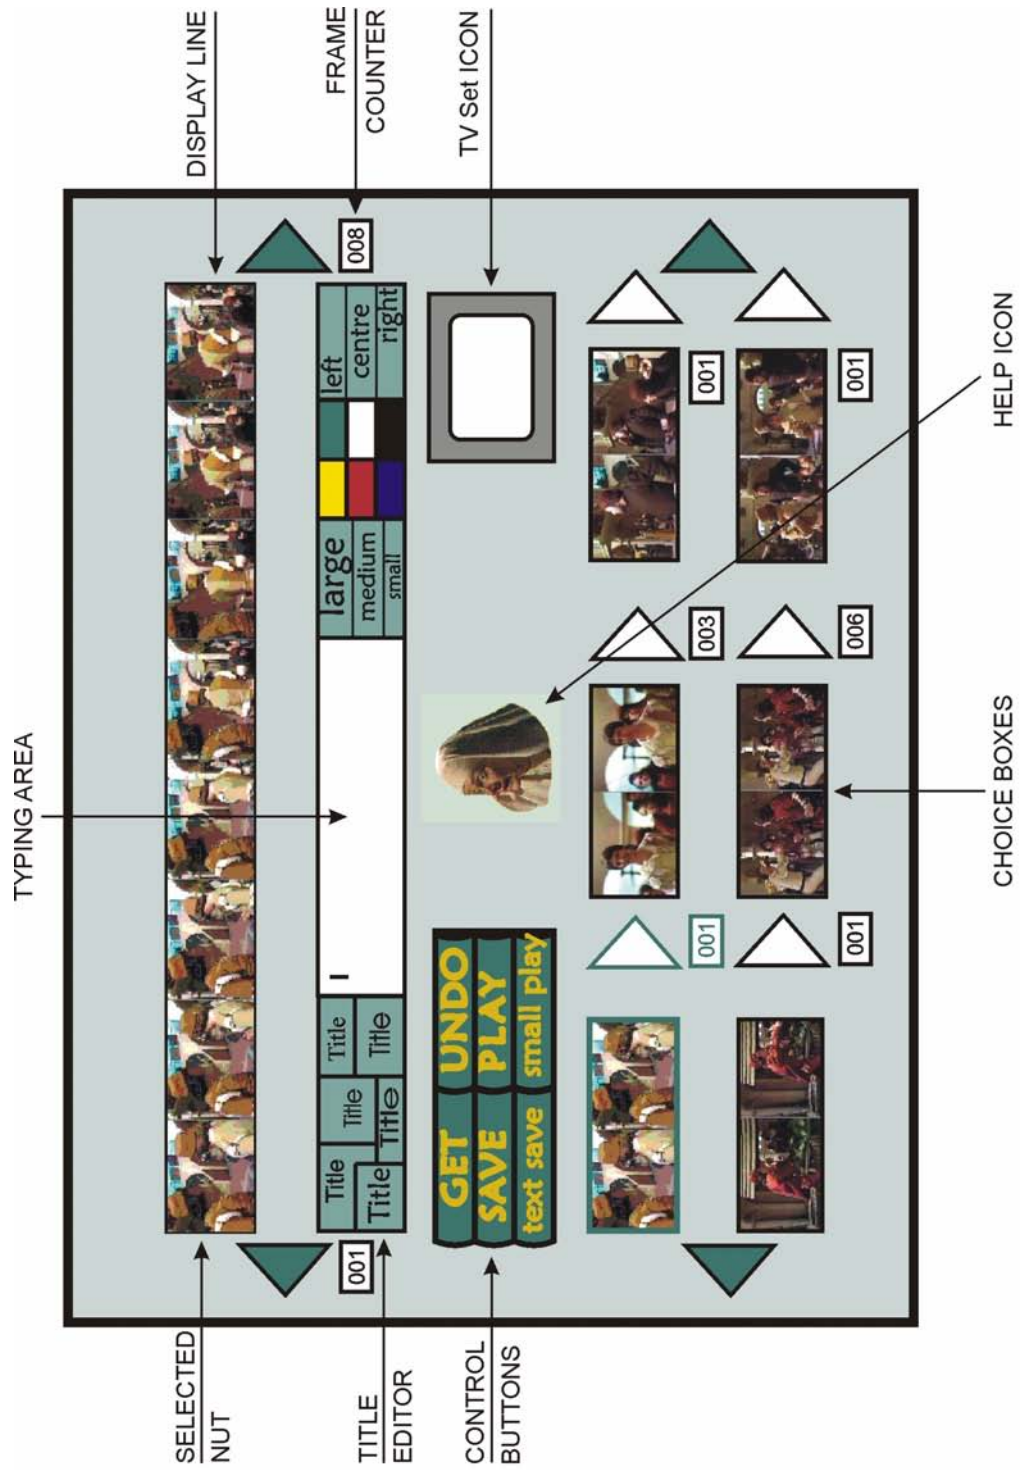 TYPING AREA
SELECTED
NUT
DISPLAY LINE
TITLE
EDITOR
FRAME
COUNTER
001
008
Title
Title
Title
Title
Title
Title
large
medium
small
left
centre
right
CONTROL
BUTTONS
TV Set ICON
GET
UNDO
SAVE
PLAY
text save
small play
001
003
001
001
006
001
CHOICE BOXES
HELP ICON